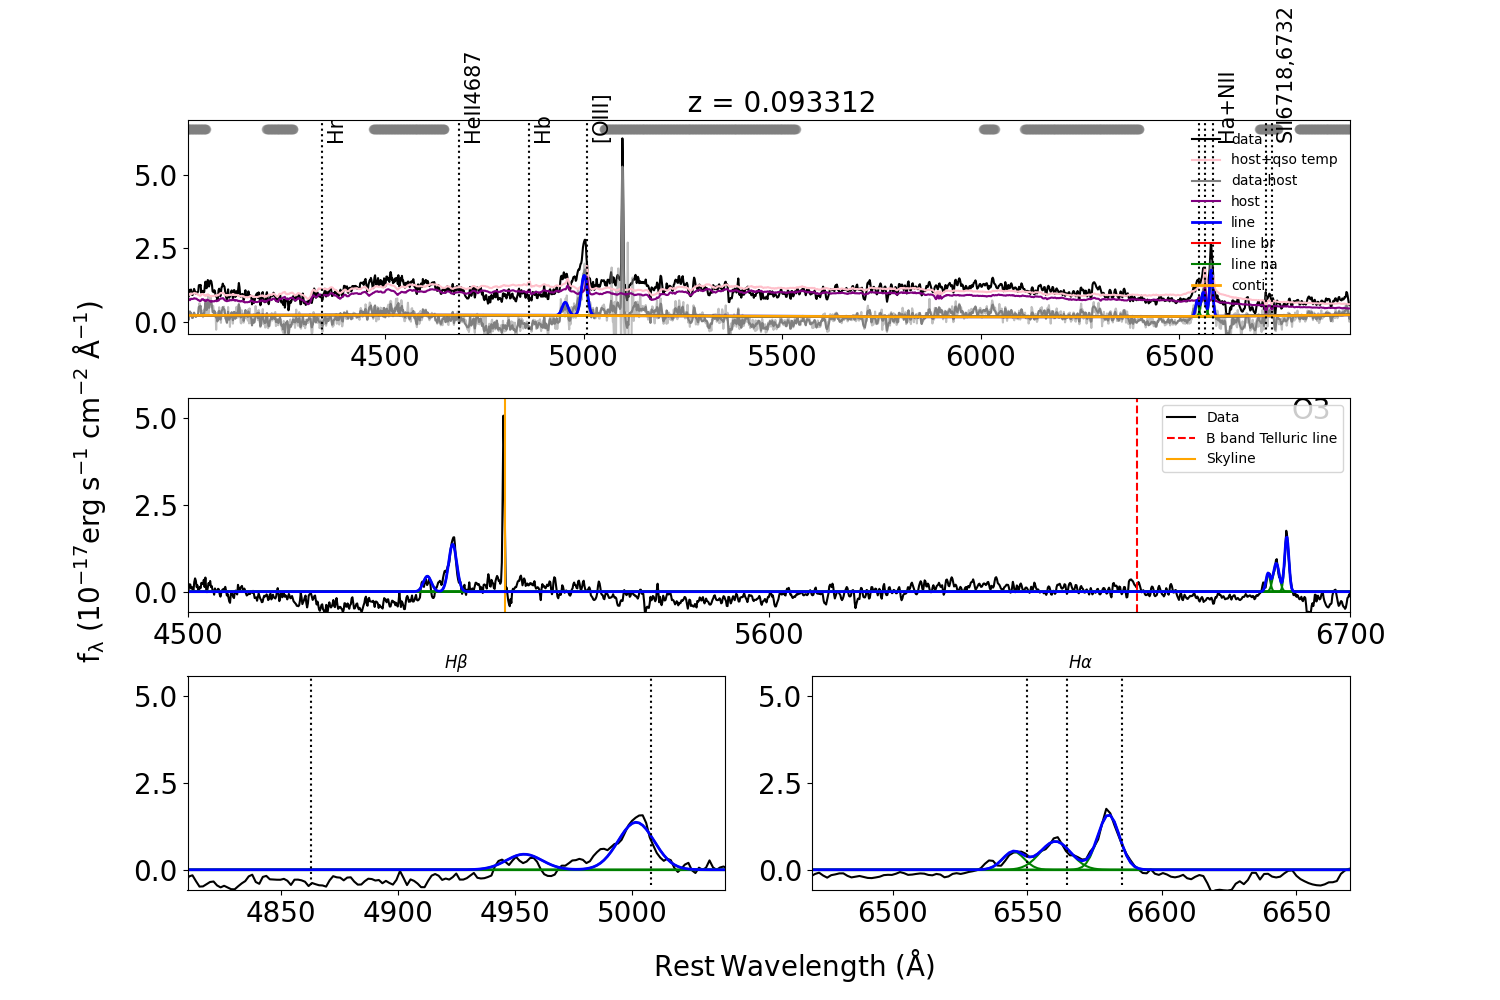 z = 0.093312
Hr
HeII4687
Hb
[OIII]
Ha+NII
SII6718,6732
data
host+qso temp
data-host
host
line
line br
line na
conti
5.0
2.5
0.0
4500 5000 5500 6000 6500
O3
Data
B band Telluric line
Skyline
5.0
2.5
0.0
4500 5600 6700
fλ (10⁻¹⁷erg s⁻¹ cm⁻² Å⁻¹)
Hβ
5.0
2.5
0.0
4850 4900 4950 5000
Hα
5.0
2.5
0.0
6500 6550 6600 6650
Rest Wavelength (Å)